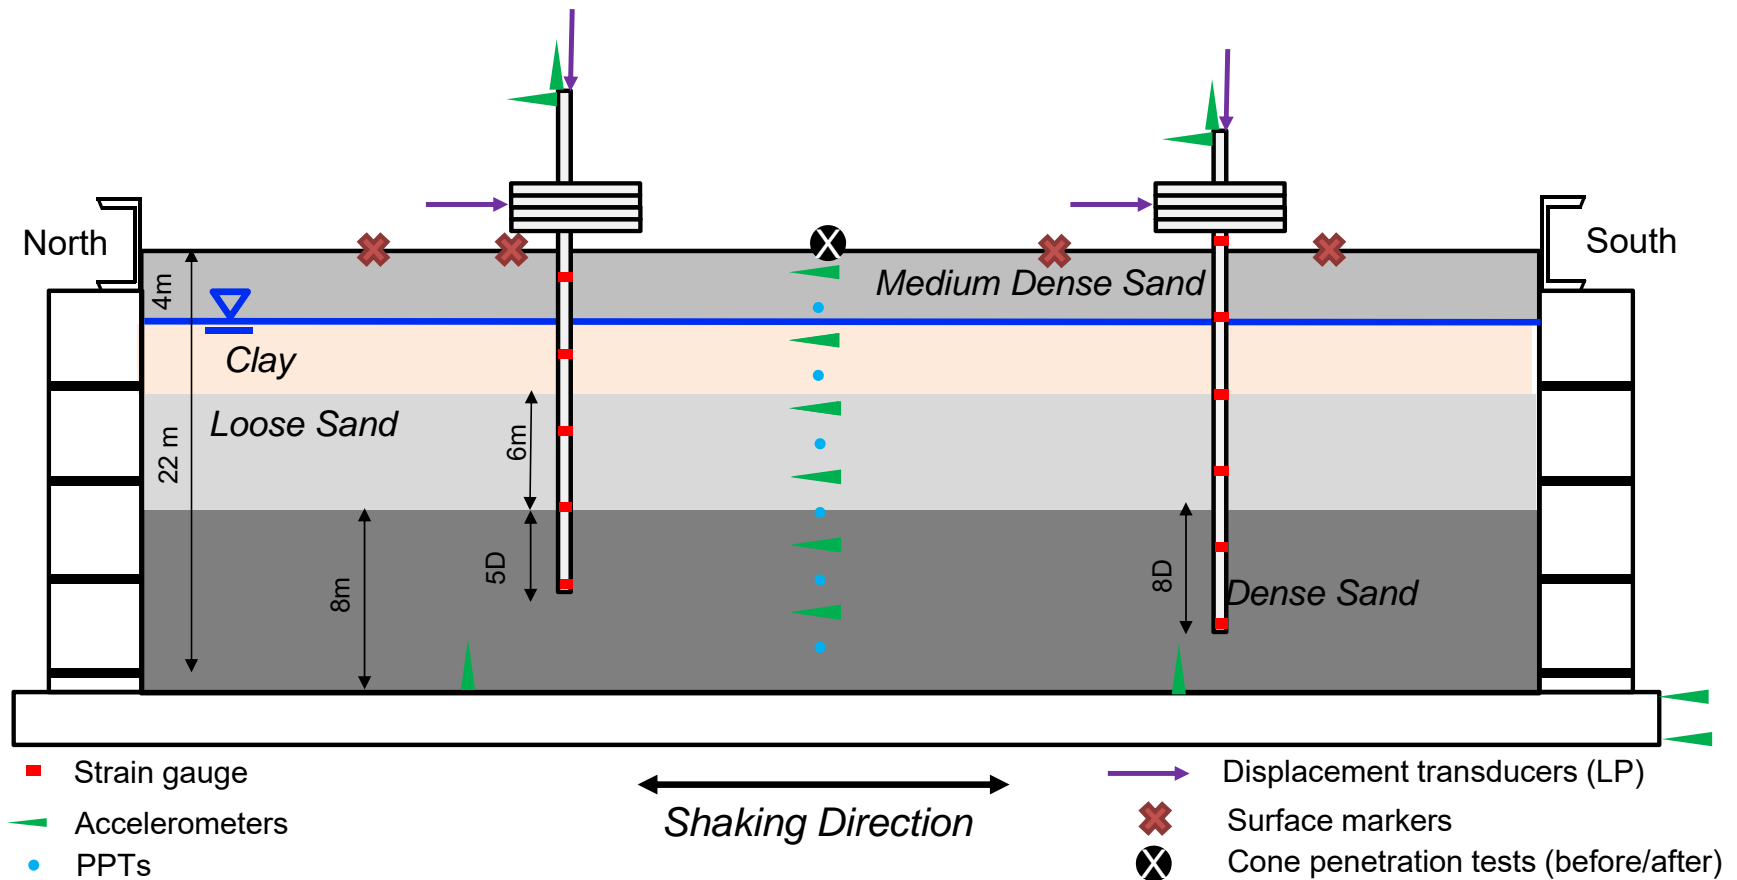 North
South
4m
Medium Dense Sand
Clay
Loose Sand
22 m
6m
5D
8m
8D
Dense Sand
Strain gauge
Accelerometers
PPTs
Shaking Direction
Displacement transducers (LP)
Surface markers
Cone penetration tests (before/after)